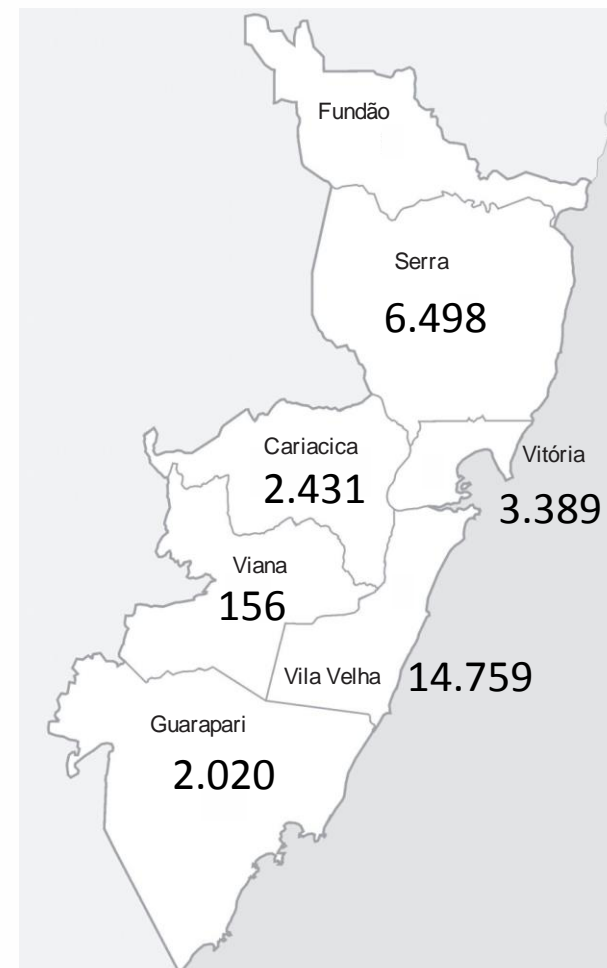 Fundão
Serra
6.498
Cariacica
2.431
Vitória
3.389
Viana
156
Vila Velha
14.759
Guarapari
2.020